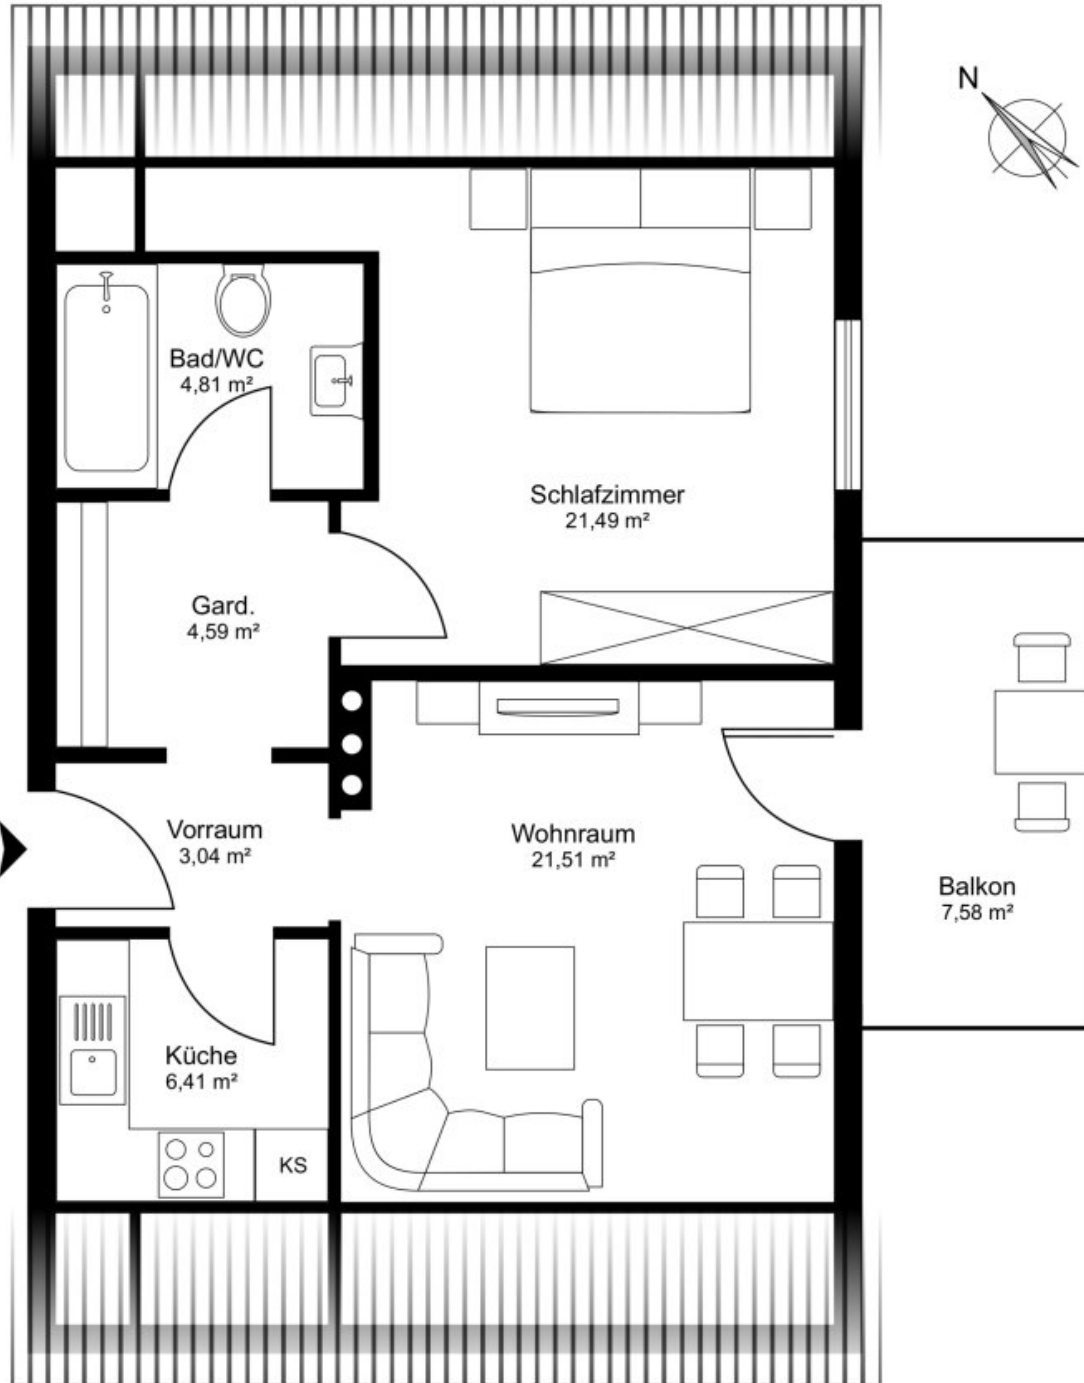 N
Bad/WC
4,81 m²
Schlafzimmer
21,49 m²
Gard.
4,59 m²
Vorraum
3,04 m²
Wohnraum
21,51 m²
Balkon
7,58 m²
Küche
6,41 m²
KS